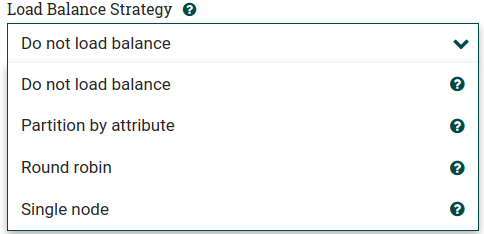 Load Balance Strategy
Do not load balance
Do not load balance
Partition by attribute
Round robin
Single node